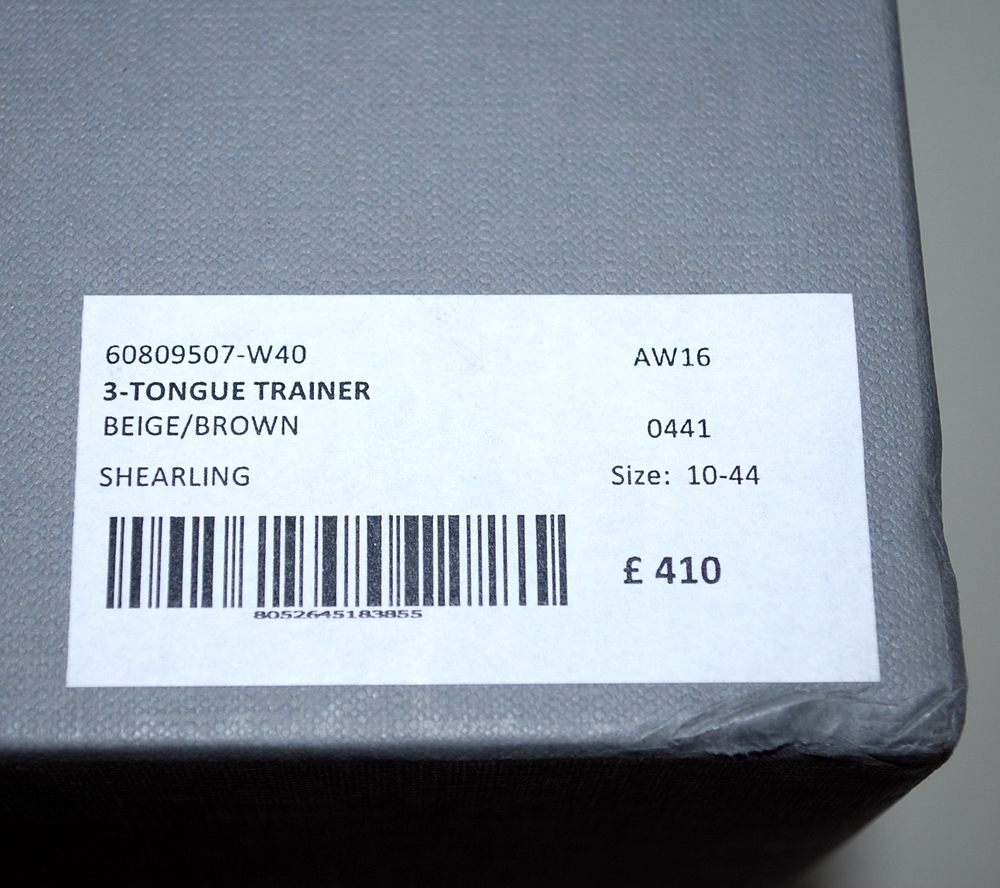 60809507-W40 AW16
3-TONGUE TRAINER
BEIGE/BROWN 0441
SHEARLING Size: 10-44
£ 410
8052645183855